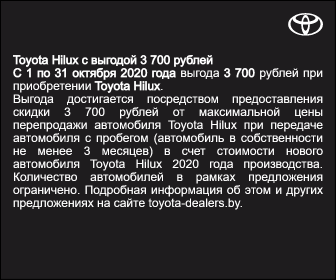 Toyota Hilux с выгодой 3 700 рублей
С 1 по 31 октября 2020 года выгода 3 700 рублей при
приобретении Toyota Hilux.
Выгода достигается посредством предоставления
скидки 3 700 рублей от максимальной цены
перепродажи автомобиля Toyota Hilux при передаче
автомобиля с пробегом (автомобиль в собственности
не менее 3 месяцев) в счет стоимости нового
автомобиля Toyota Hilux 2020 года производства.
Количество автомобилей в рамках предложения
ограничено. Подробная информация об этом и других
предложениях на сайте toyota-dealers.by.